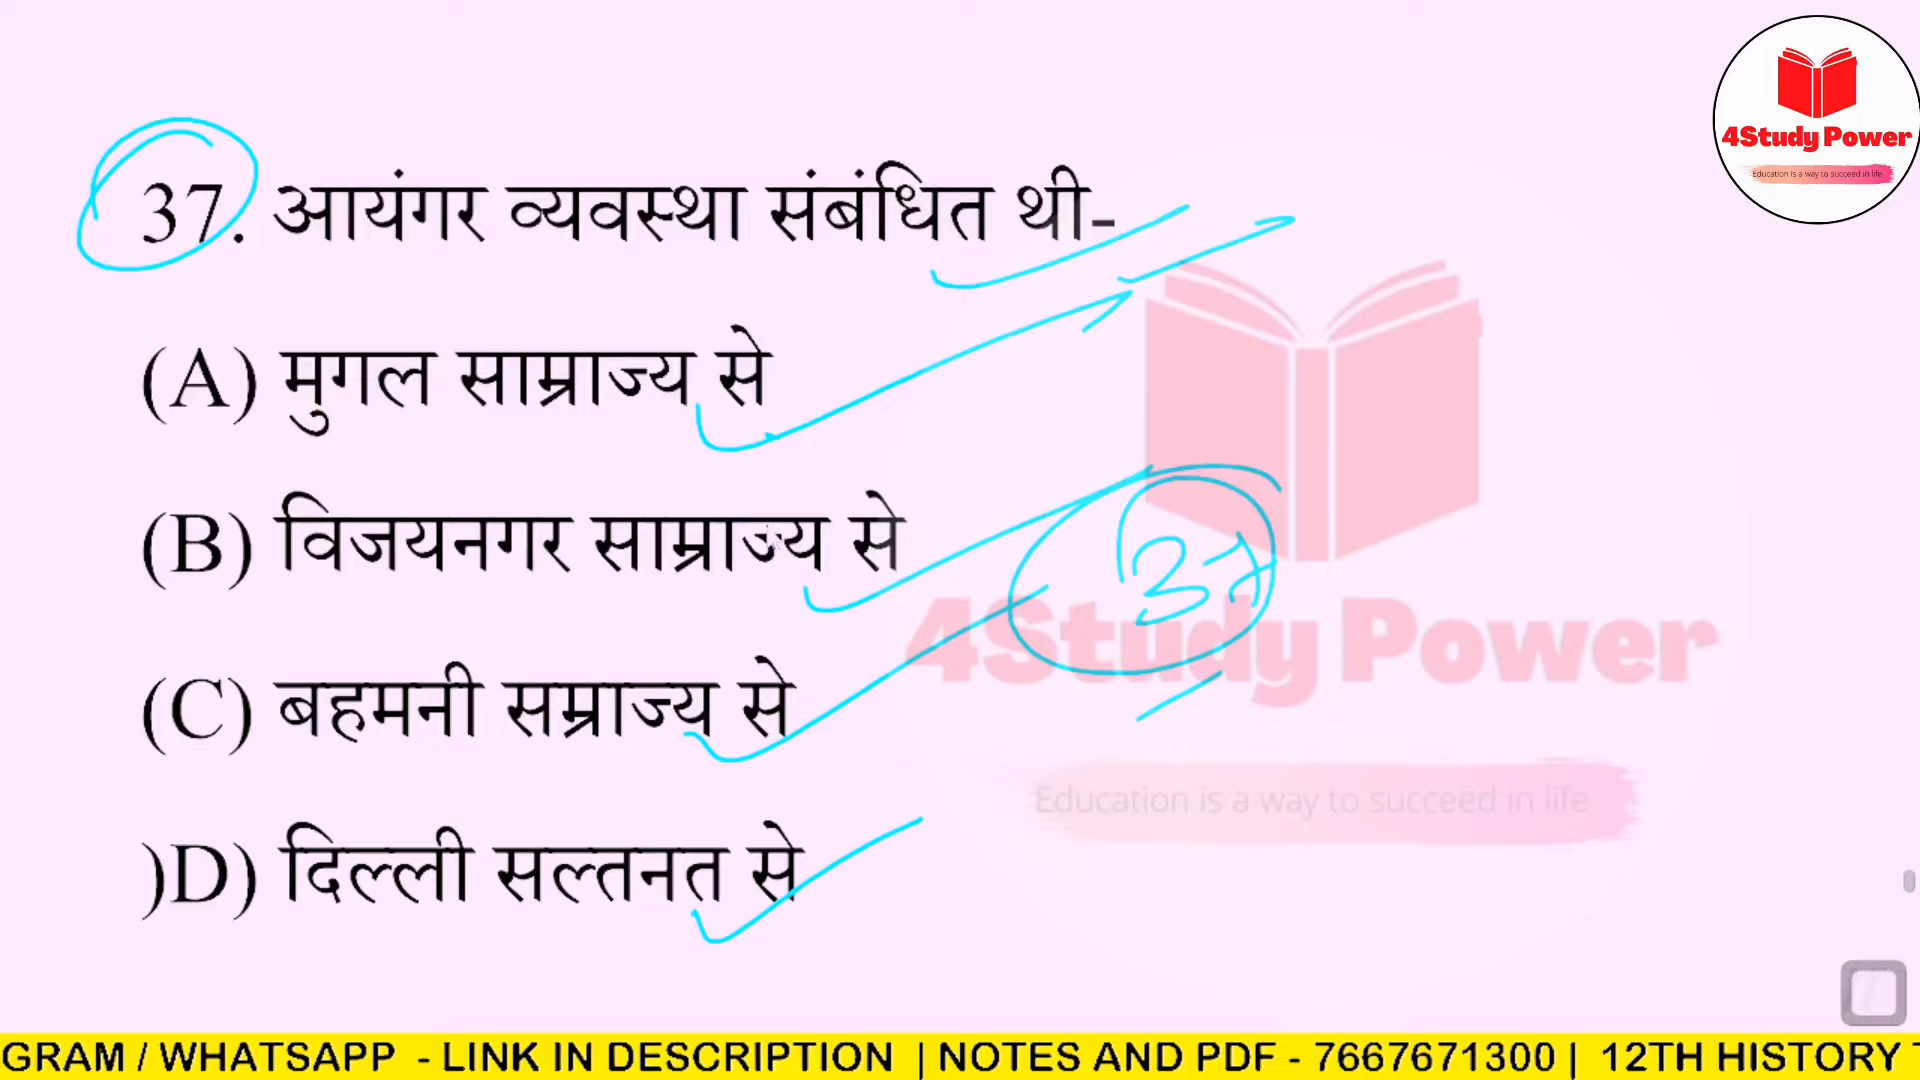 4Study Power
Education is a way to succeed in life
37. आयंगर व्यवस्था संबंधित थी-
(A) मुगल साम्राज्य से
(B) विजयनगर साम्राज्य से
37
(C) बहमनी सम्राज्य से
)D) दिल्ली सल्तनत से
4Study Power
Education is a way to succeed in life
GRAM / WHATSAPP - LINK IN DESCRIPTION | NOTES AND PDF - 7667671300 | 12TH HISTORY